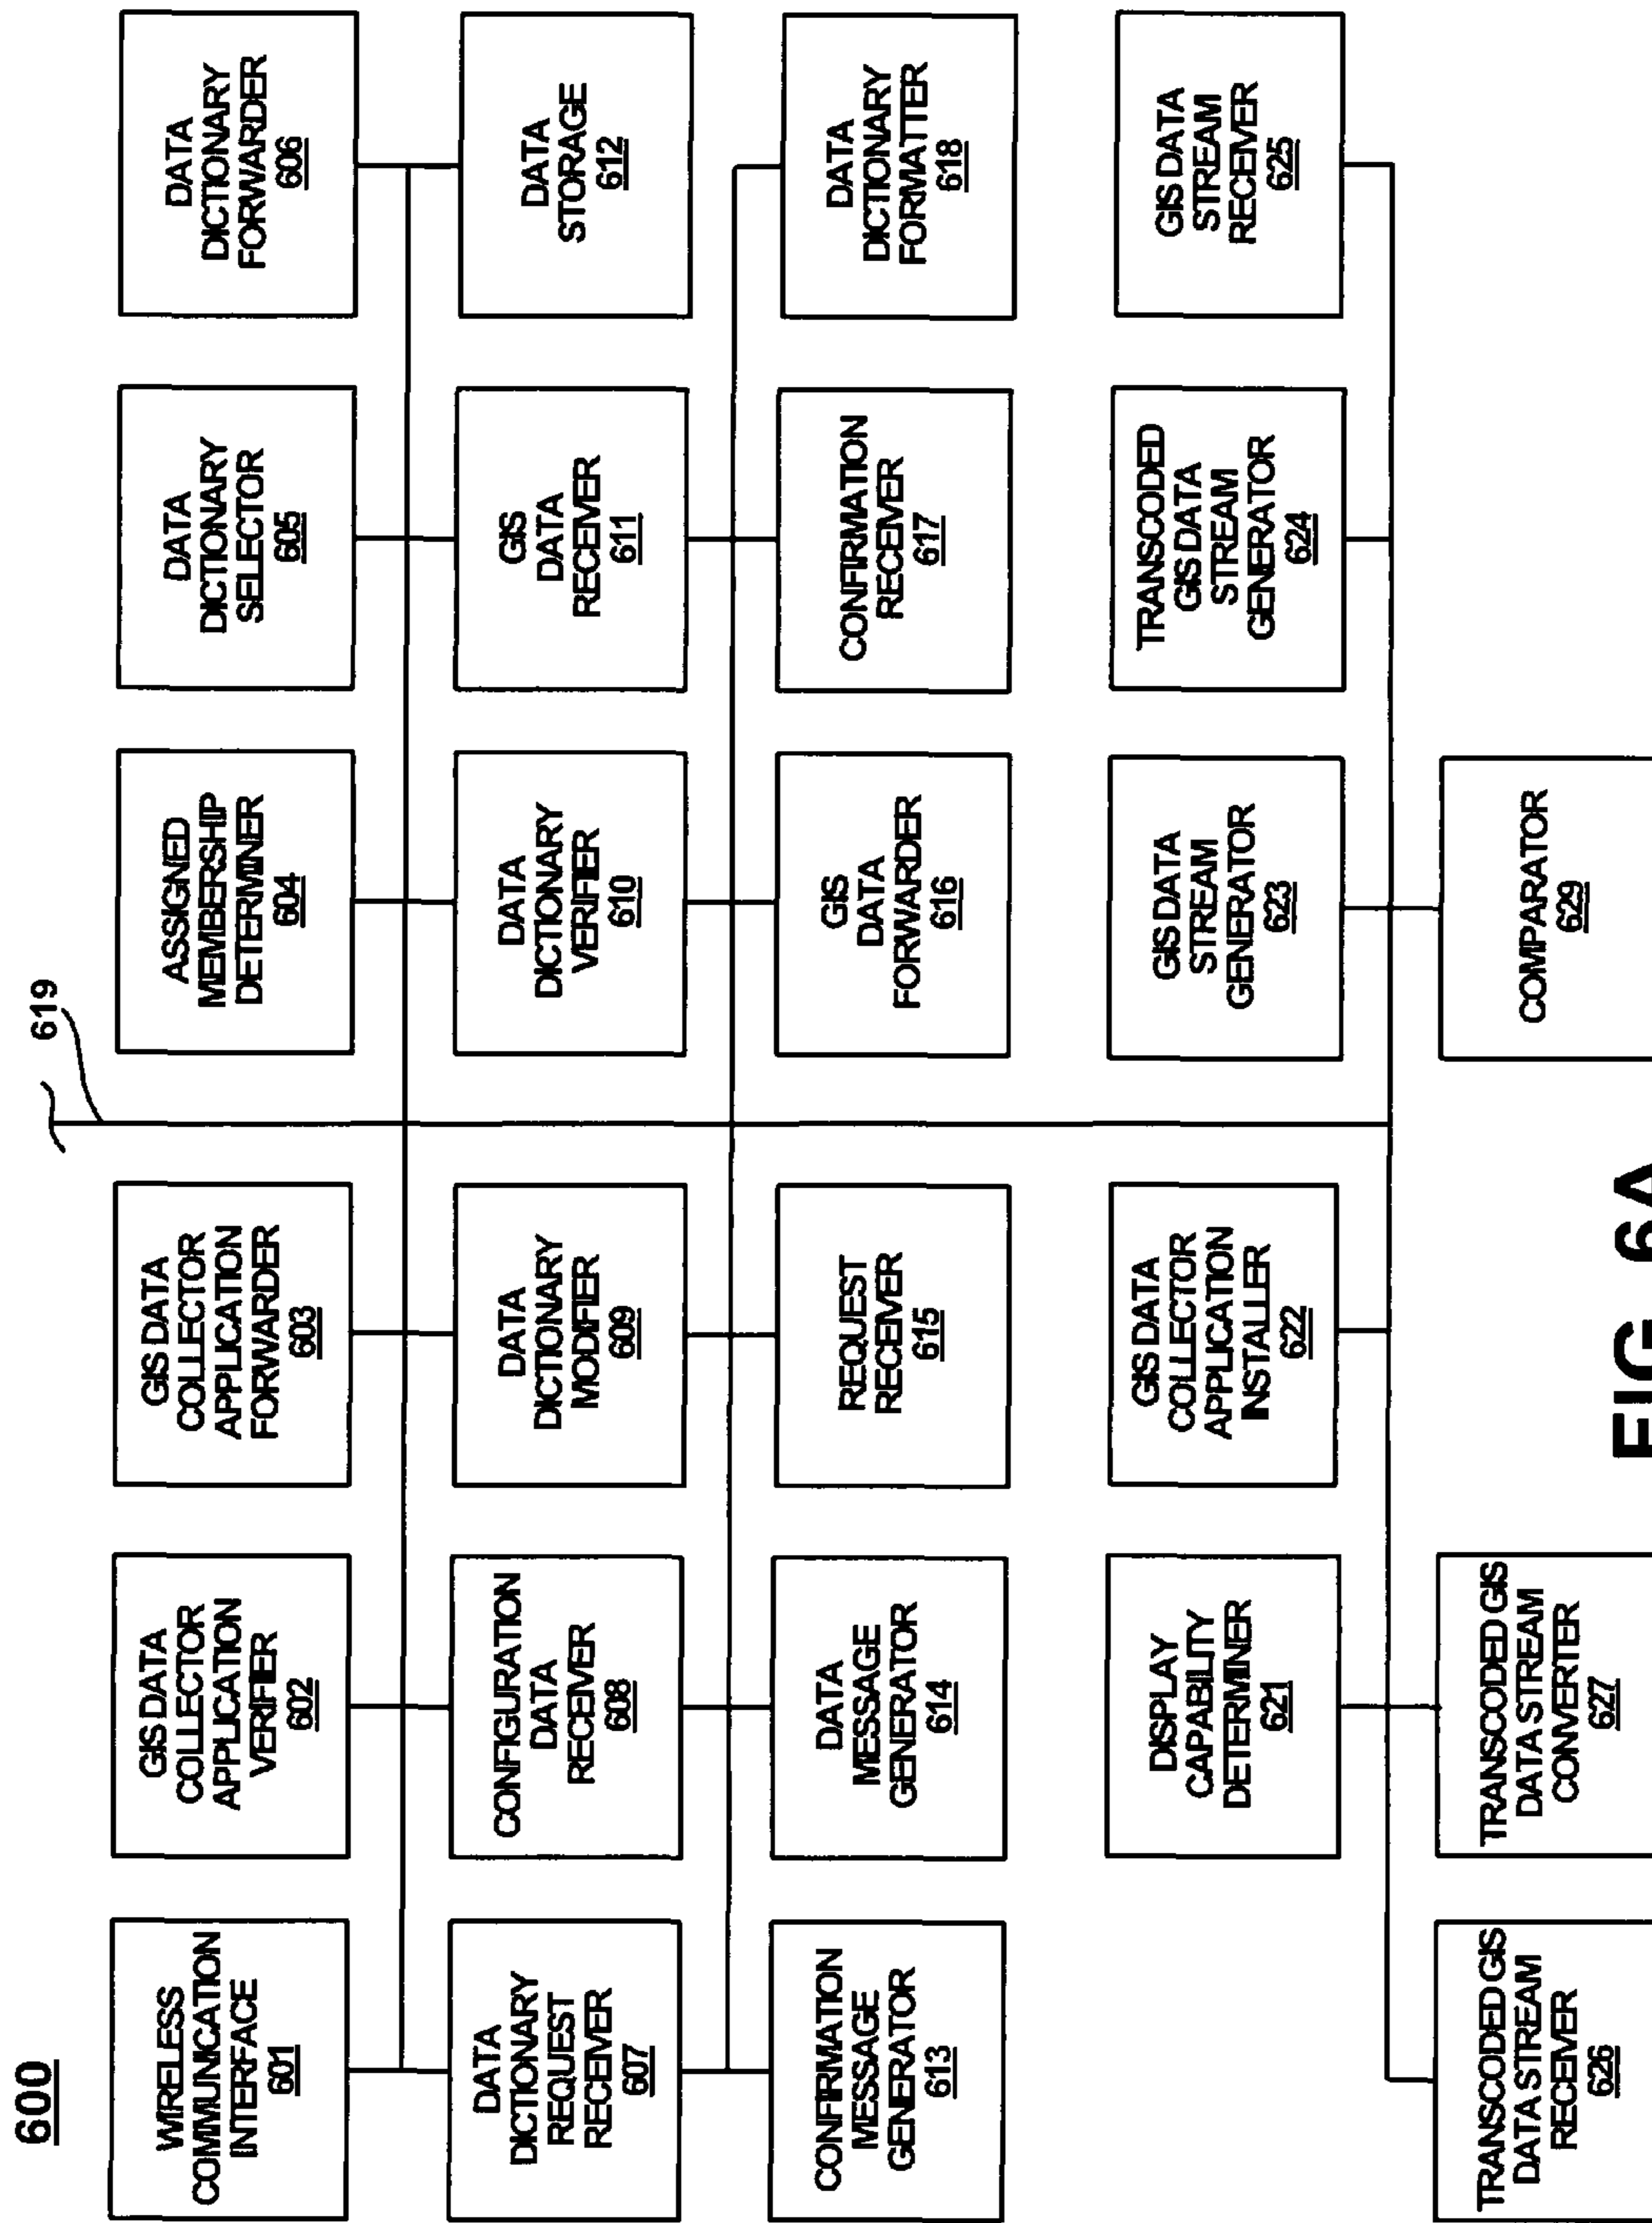 600
619
WIRELESS
COMMUNICATION
INTERFACE
601
GIS DATA
COLLECTOR
APPLICATION
VERIFIER
602
GIS DATA
COLLECTOR
APPLICATION
FORWARDER
603
ASSIGNED
MEMBERSHIP
DETERMINER
604
DATA
DICTIONARY
SELECTOR
605
DATA
DICTIONARY
FORWARDER
606
DATA
DICTIONARY
REQUEST
RECEIVER
607
CONFIGURATION
DATA
RECEIVER
608
DATA
DICTIONARY
MODIFIER
609
DATA
DICTIONARY
VERIFIER
610
GIS
DATA
RECEIVER
611
DATA
STORAGE
612
CONFIRMATION
MESSAGE
GENERATOR
613
DATA
MESSAGE
GENERATOR
614
REQUEST
RECEIVER
615
GIS
DATA
FORWARDER
616
CONFIRMATION
RECEIVER
617
DATA
DICTIONARY
FORMATTER
618
DISPLAY
CAPABILITY
DETERMINER
621
GIS DATA
COLLECTOR
APPLICATION
INSTALLER
622
GIS DATA
STREAM
GENERATOR
623
TRANSCODED
GIS DATA
STREAM
GENERATOR
624
GIS DATA
STREAM
RECEIVER
625
TRANSCODED GIS
DATA STREAM
RECEIVER
626
TRANSCODED GIS
DATA STREAM
CONVERTER
627
COMPARATOR
629
FIG. 6A